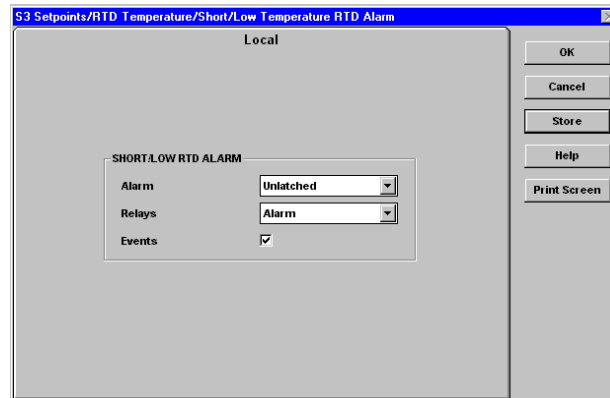 S3 Setpoints/RTD Temperature/Short/Low Temperature RTD Alarm
Local
OK
Cancel
Store
Help
Print Screen
SHORT/LOW RTD ALARM
Alarm Unlatched
Relays Alarm
Events